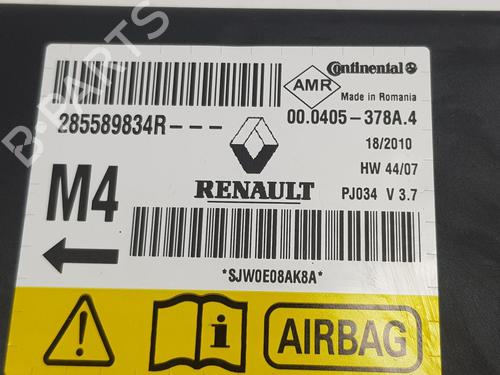 Continental
AMR
Made in Romania
285589834R---
00.0405-378A.4
18/2010
HW 44/07
M4
RENAULT
PJ034 V 3.7
*SJW0E08AK8A*
i
AIRBAG
B-PARTS